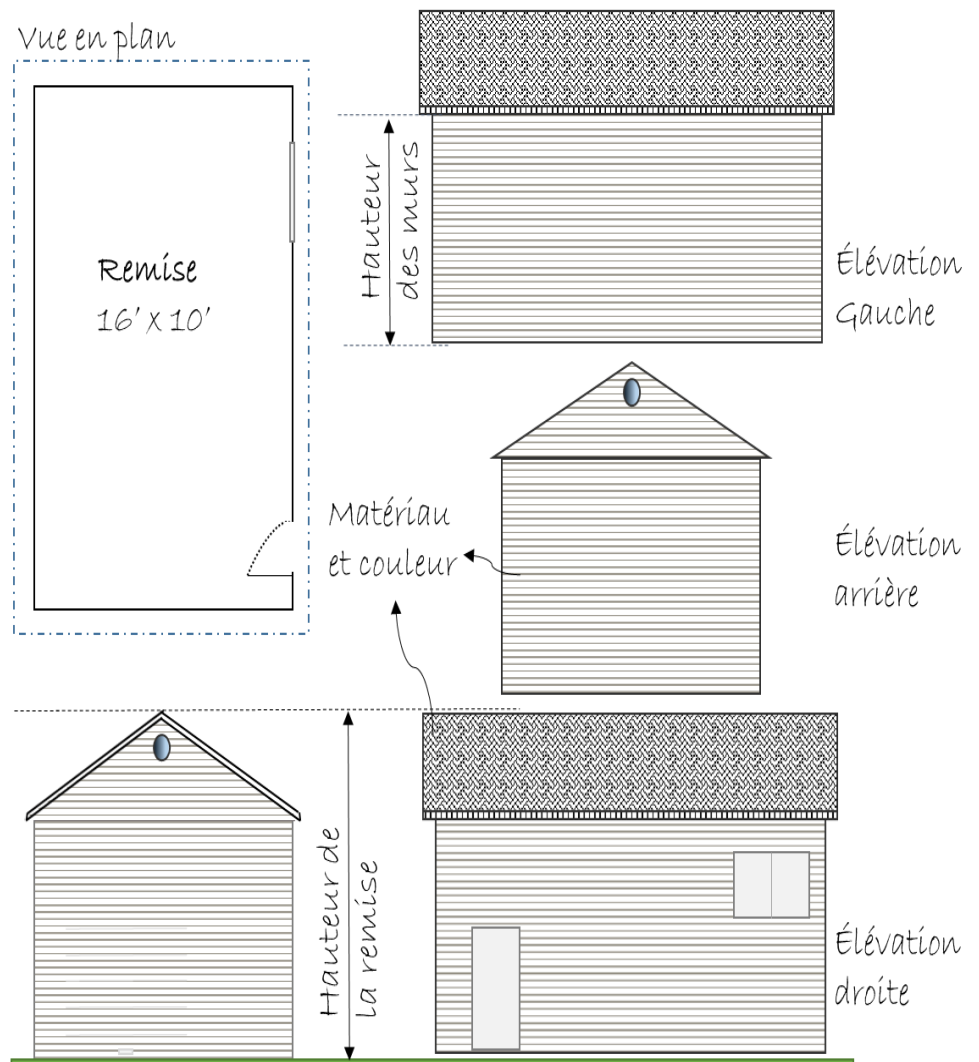 Vue en plan
Remise
16' X 10'
Hauteur
des murs
Élévation
Gauche
Matériau
et couleur
Élévation
arrière
Hauteur de
la remise
Élévation
droite